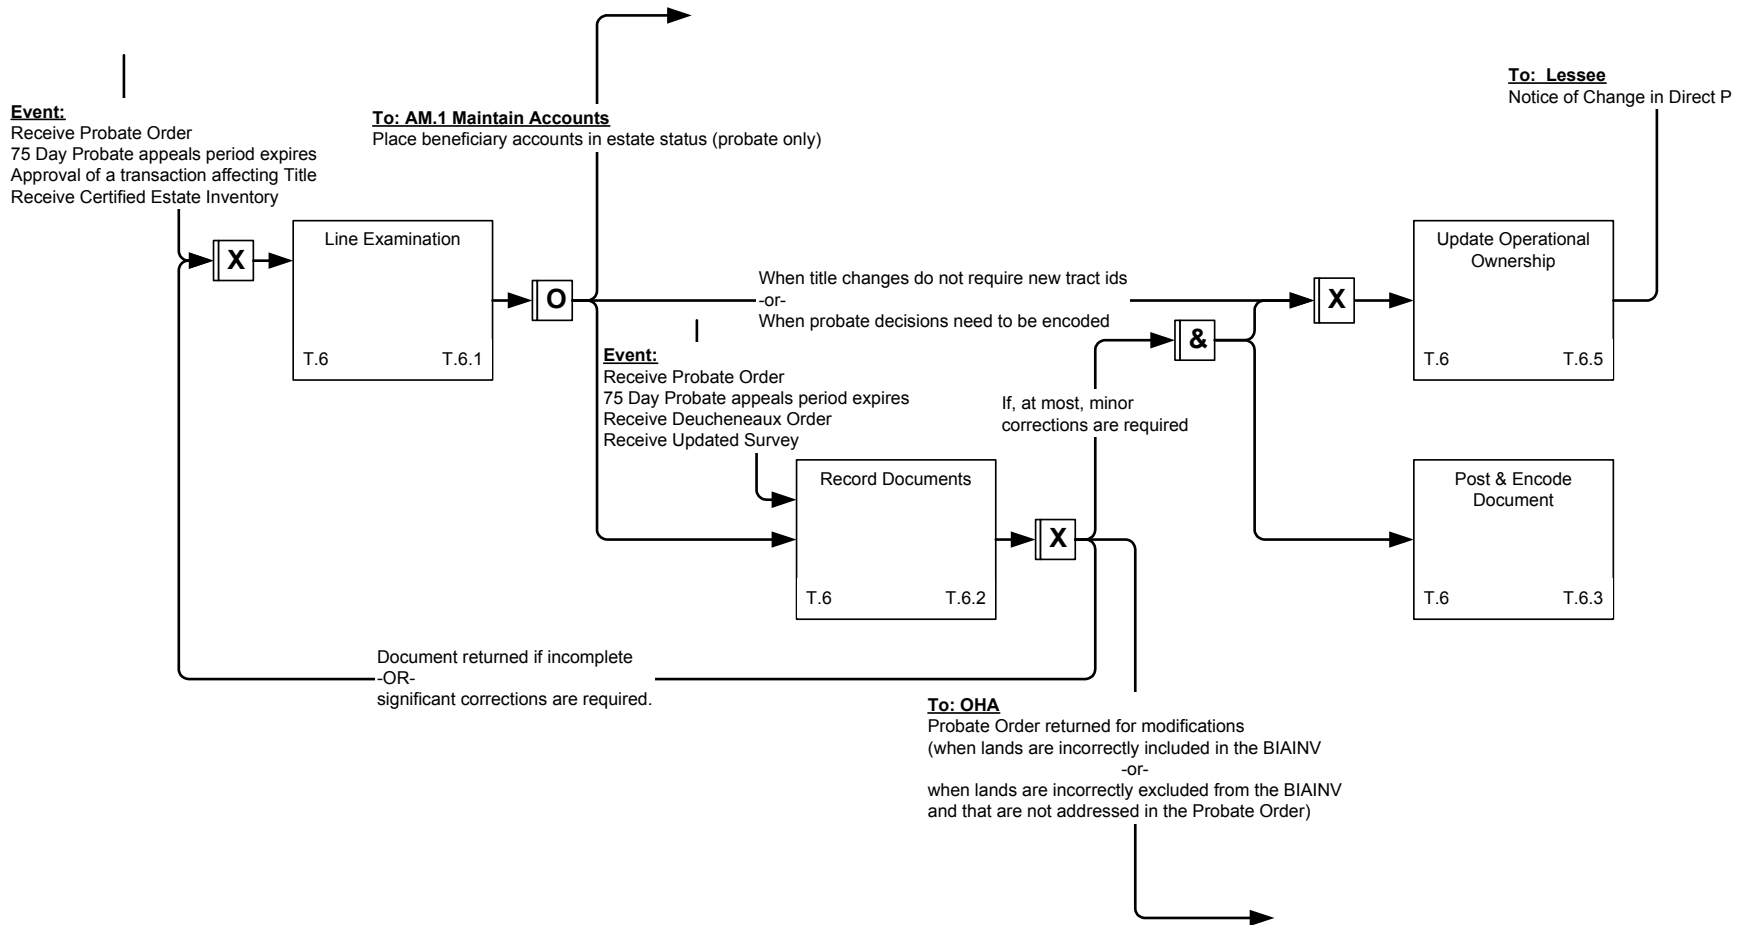 To: Lessee
Notice of Change in Direct P
Event:
Receive Probate Order
75 Day Probate appeals period expires
Approval of a transaction affecting Title
Receive Certified Estate Inventory
To: AM.1 Maintain Accounts
Place beneficiary accounts in estate status (probate only)
X
Line Examination
T.6 T.6.1
O
When title changes do not require new tract ids
-or-
When probate decisions need to be encoded
X
Update Operational
Ownership
T.6 T.6.5
&
Event:
Receive Probate Order
75 Day Probate appeals period expires
Receive Deucheneaux Order
Receive Updated Survey
If, at most, minor
corrections are required
Record Documents
T.6 T.6.2
X
Post & Encode
Document
T.6 T.6.3
Document returned if incomplete
-OR-
significant corrections are required.
To: OHA
Probate Order returned for modifications
(when lands are incorrectly included in the BIAINV
-or-
when lands are incorrectly excluded from the BIAINV
and that are not addressed in the Probate Order)